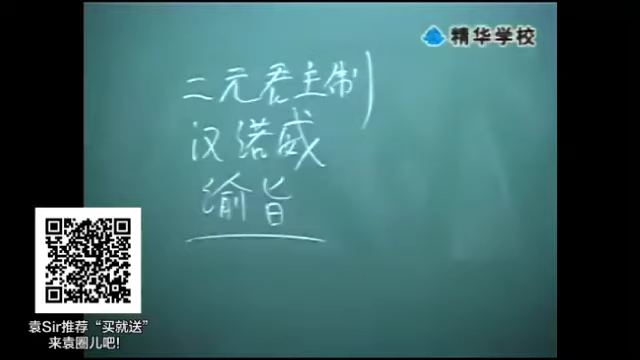 精华学校
二元君主制
汉诺威
谕旨
袁Sir推荐“买就送”
来袁圈儿吧!